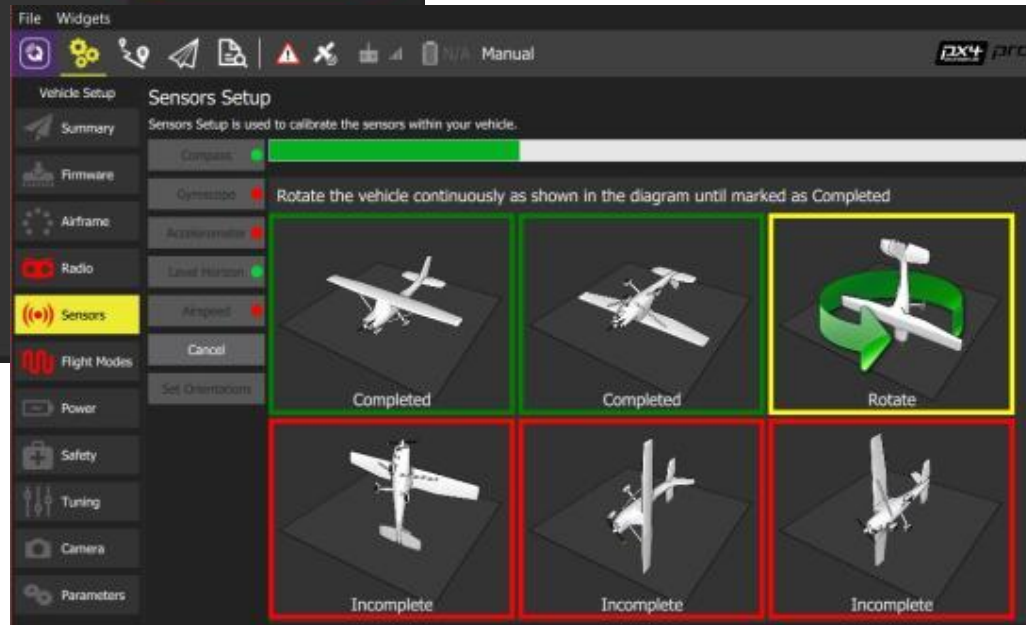 File Widgets
N/A Manual
px4 pro
Vehicle Setup
Sensors Setup
Sensors Setup is used to calibrate the sensors within your vehicle.
Summary
Firmware
Airframe
Radio
Sensors
Flight Modes
Power
Safety
Tuning
Camera
Parameters
Compass
Gyroscope
Accelerometer
Level Horizon
Airspeed
Cancel
Set Orientations
Rotate the vehicle continuously as shown in the diagram until marked as Completed
Completed
Completed
Rotate
Incomplete
Incomplete
Incomplete